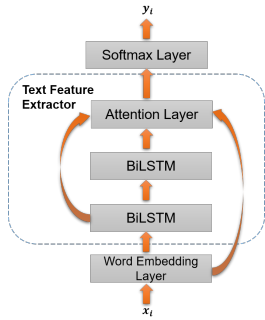 y_i
Softmax Layer
Text Feature
Extractor
Attention Layer
BiLSTM
BiLSTM
Word Embedding
Layer
x_i